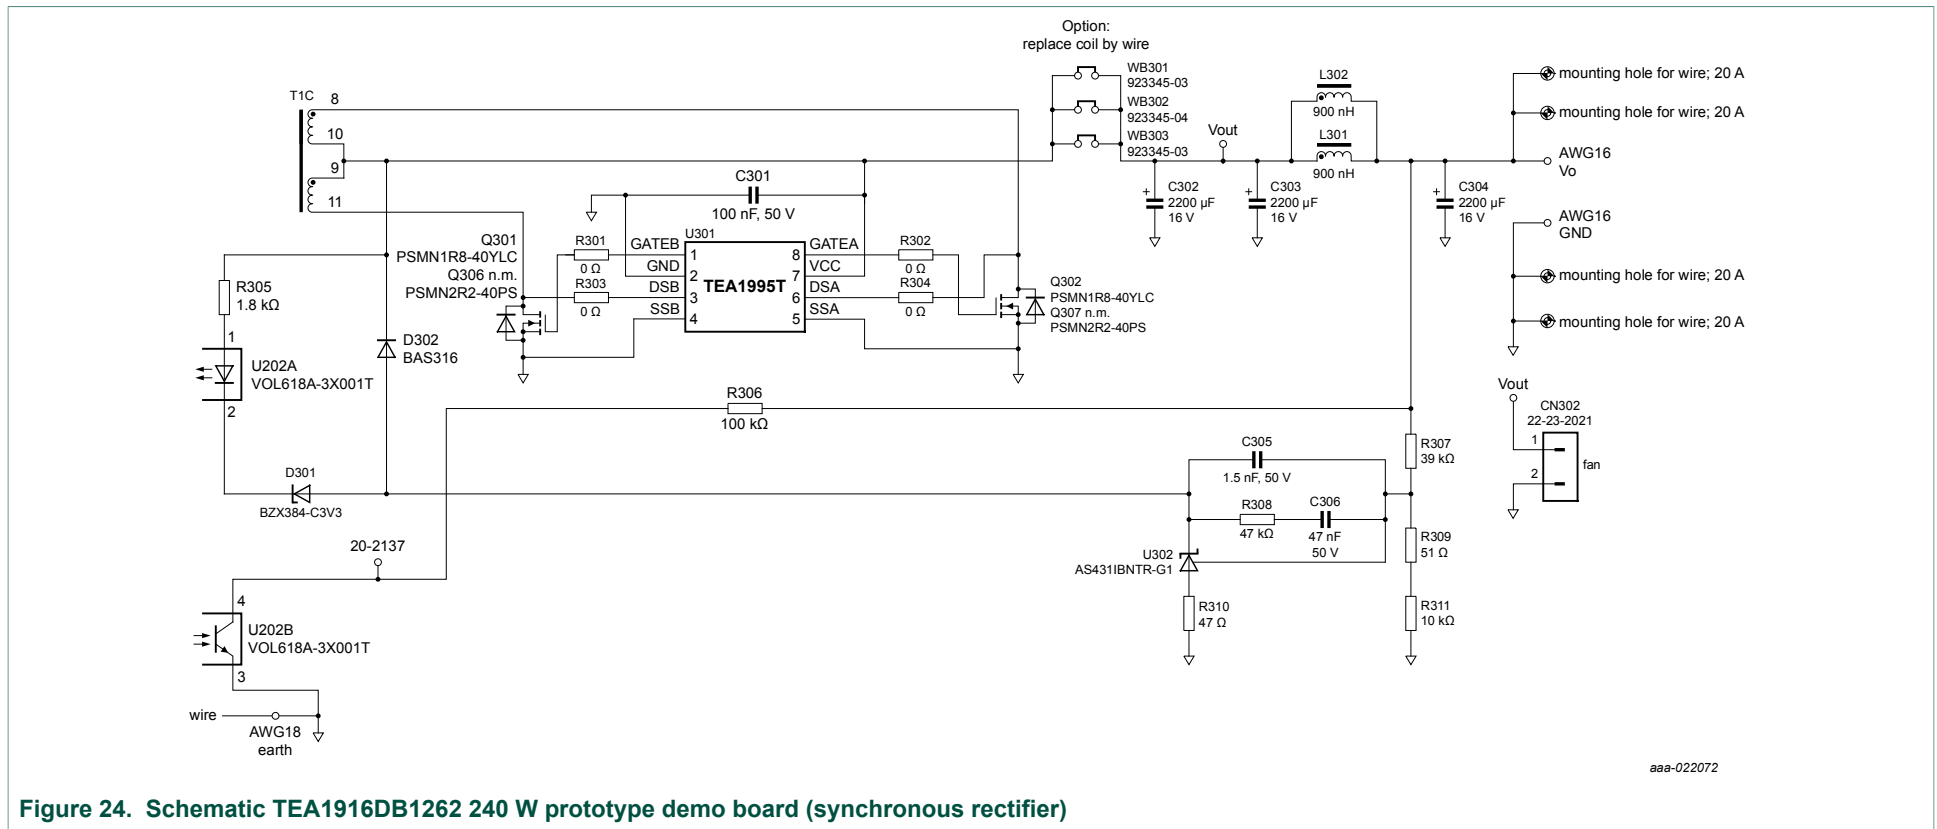 Option:
replace coil by wire
WB301
923345-03
WB302
923345-04
WB303
923345-03
T1C
8
10
9
11
C301
100 nF, 50 V
Q301
PSMN1R8-40YLC
Q306 n.m.
PSMN2R2-40PS
R301
0 Ω
R303
0 Ω
U301
TEA1995T
GATEB
GND
DSB
SSB
1
2
3
4
8
7
6
5
GATEA
VCC
DSA
SSA
R302
0 Ω
R304
0 Ω
Q302
PSMN1R8-40YLC
Q307 n.m.
PSMN2R2-40PS
+
C302
2200 µF
16 V
Vout
+
C303
2200 µF
16 V
L302
900 nH
L301
900 nH
+
C304
2200 µF
16 V
mounting hole for wire; 20 A
mounting hole for wire; 20 A
AWG16
Vo
AWG16
GND
mounting hole for wire; 20 A
mounting hole for wire; 20 A
Vout
CN302
22-23-2021
1
2
fan
R305
1.8 kΩ
1
U202A
VOL618A-3X001T
2
D302
BAS316
D301
BZX384-C3V3
R306
100 kΩ
C305
1.5 nF, 50 V
R308
47 kΩ
C306
47 nF
50 V
U302
AS431IBNTR-G1
R310
47 Ω
R307
39 kΩ
R309
51 Ω
R311
10 kΩ
20-2137
4
U202B
VOL618A-3X001T
3
wire
AWG18
earth
aaa-022072
Figure 24. Schematic TEA1916DB1262 240 W prototype demo board (synchronous rectifier)